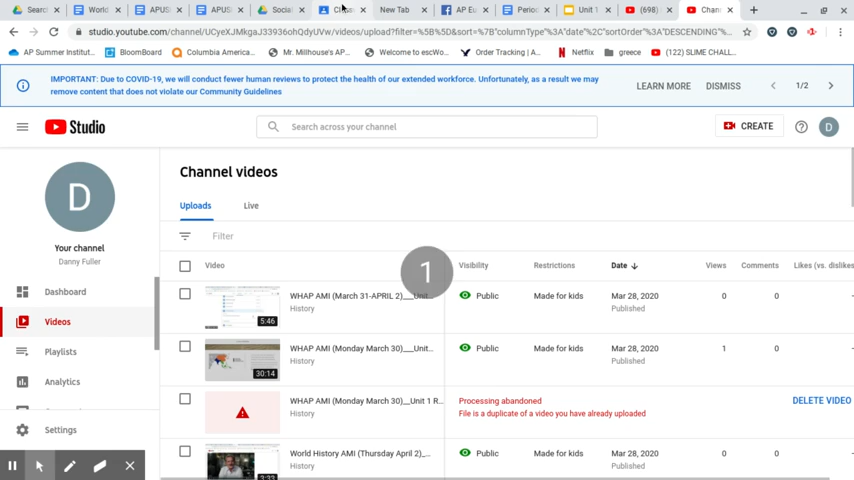 Search
World
APUS
APUS
Social
Class
New Tab
AP Eu
Period
Unit 1
(698)
Chann
studio.youtube.com/channel/UCyeXJMkgaJ33936ohQdyUVw/videos/upload?filter=%5B%5D&sort=%7B"columnType"%3A"date"%2C"sortOrder"%3A"DESCENDING"%...
AP Summer Institut...
BloomBoard
Columbia America...
Mr. Millhouse's AP...
Welcome to escWo...
Order Tracking | A...
Netflix
greece
(122) SLIME CHALL...
IMPORTANT: Due to COVID-19, we will conduct fewer human reviews to protect the health of our extended workforce. Unfortunately, as a result we may
remove content that does not violate our Community Guidelines
LEARN MORE
DISMISS
1/2
Studio
Search across your channel
CREATE
D
D
Your channel
Danny Fuller
Dashboard
Videos
Playlists
Analytics
Settings
Channel videos
Uploads
Live
Filter
Video
Visibility
Restrictions
Date
Views
Comments
Likes (vs. dislikes
1
WHAP AMI (March 31-APRIL 2)__Unit...
History
5:46
Public
Made for kids
Mar 28, 2020
Published
0
0
WHAP AMI (Monday March 30)__Unit...
History
30:14
Public
Made for kids
Mar 28, 2020
Published
1
0
WHAP AMI (Monday March 30)__Unit 1 R...
History
Processing abandoned
File is a duplicate of a video you have already uploaded
DELETE VIDEO
World History AMI (Thursday April 2)_...
History
3:33
Public
Made for kids
Mar 28, 2020
Published
0
0